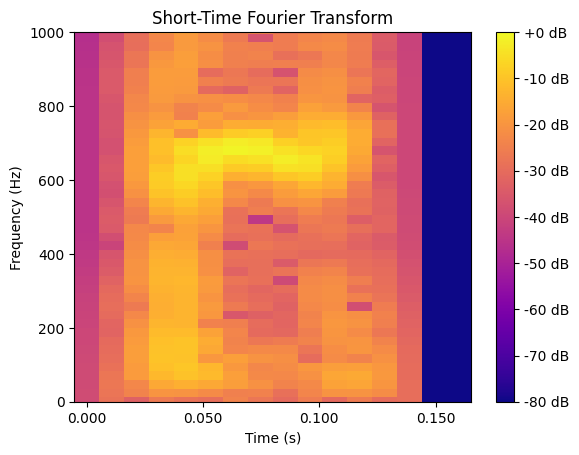 Short-Time Fourier Transform
1000
800
600
400
200
0
Frequency (Hz)
0.000
0.050
0.100
0.150
Time (s)
+0 dB
-10 dB
-20 dB
-30 dB
-40 dB
-50 dB
-60 dB
-70 dB
-80 dB